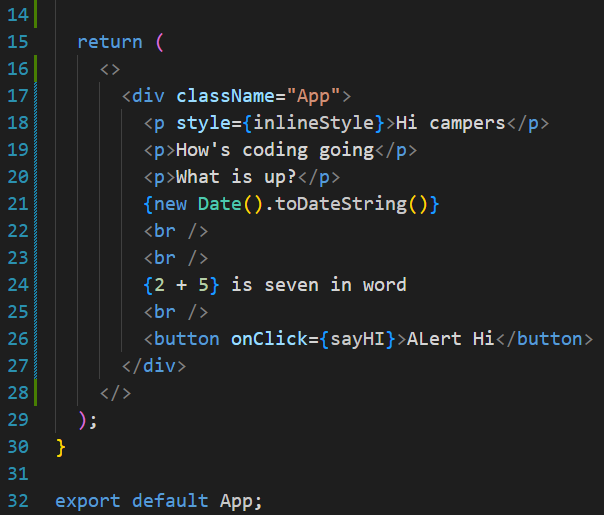 14
15 return (
16 <>
17 <div className="App">
18 <p style={inlineStyle}>Hi campers</p>
19 <p>How's coding going</p>
20 <p>What is up?</p>
21 {new Date().toDateString()}
22 <br />
23 <br />
24 {2 + 5} is seven in word
25 <br />
26 <button onClick={sayHI}>ALert Hi</button>
27 </div>
28 </>
29 );
30 }
31
32 export default App;